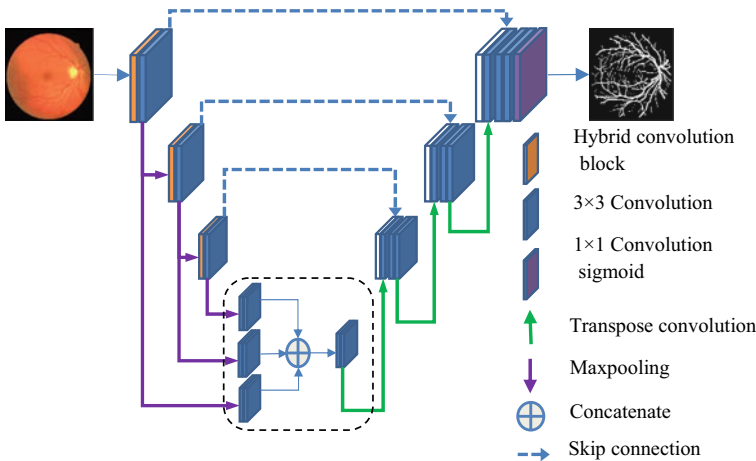 Hybrid convolution
block
3×3 Convolution
1×1 Convolution
sigmoid
Transpose convolution
Maxpooling
Concatenate
Skip connection